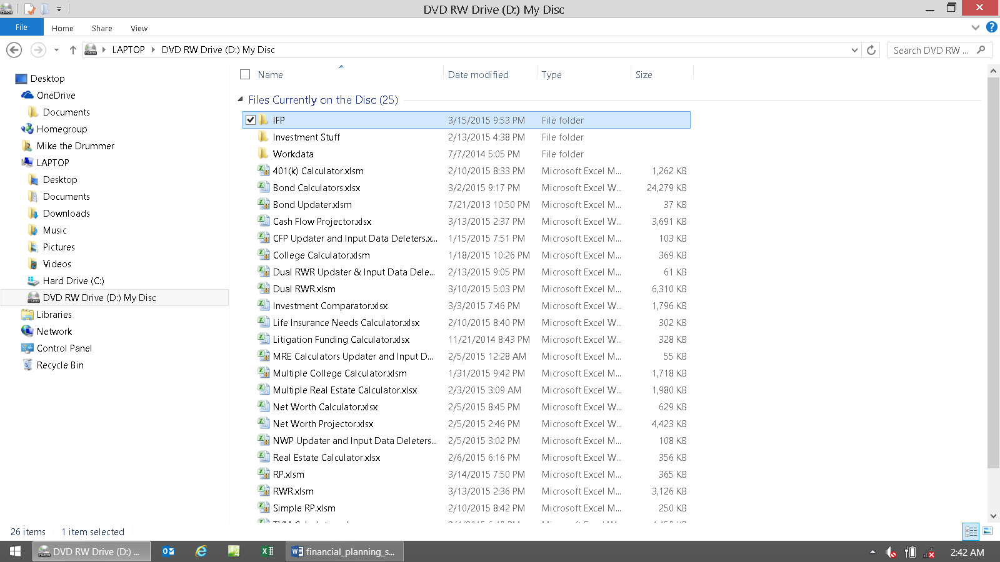 DVD RW Drive (D:) My Disc
File Home Share View
LAPTOP DVD RW Drive (D:) My Disc Search DVD RW ...
Name Date modified Type Size
Desktop
OneDrive
Documents
Homegroup
Mike the Drummer
LAPTOP
Desktop
Documents
Downloads
Music
Pictures
Videos
Hard Drive (C:)
DVD RW Drive (D:) My Disc
Libraries
Network
Control Panel
Recycle Bin
Files Currently on the Disc (25)
IFP 3/15/2015 9:53 PM File folder
Investment Stuff 2/13/2015 4:38 PM File folder
Workdata 7/7/2014 5:05 PM File folder
401(k) Calculator.xlsm 2/10/2015 8:33 PM Microsoft Excel M... 1,262 KB
Bond Calculators.xlsx 3/2/2015 9:17 PM Microsoft Excel W... 24,279 KB
Bond Updater.xlsm 7/21/2013 10:50 PM Microsoft Excel M... 37 KB
Cash Flow Projector.xlsx 3/13/2015 2:37 PM Microsoft Excel W... 3,691 KB
CFP Updater and Input Data Deleters.x... 1/15/2015 7:51 PM Microsoft Excel M... 103 KB
College Calculator.xlsm 1/18/2015 10:26 PM Microsoft Excel M... 369 KB
Dual RWR Updater & Input Data Dele... 2/13/2015 9:05 PM Microsoft Excel M... 61 KB
Dual RWR.xlsm 3/10/2015 5:03 PM Microsoft Excel M... 6,310 KB
Investment Comparator.xlsx 3/3/2015 7:46 PM Microsoft Excel W... 1,796 KB
Life Insurance Needs Calculator.xlsx 2/10/2015 8:40 PM Microsoft Excel W... 302 KB
Litigation Funding Calculator.xlsx 11/21/2014 8:43 PM Microsoft Excel W... 328 KB
MRE Calculators Updater and Input D... 2/5/2015 12:28 AM Microsoft Excel M... 55 KB
Multiple College Calculator.xlsm 1/31/2015 9:42 PM Microsoft Excel M... 1,718 KB
Multiple Real Estate Calculator.xlsx 2/3/2015 3:09 AM Microsoft Excel W... 1,980 KB
Net Worth Calculator.xlsx 2/5/2015 8:45 PM Microsoft Excel W... 629 KB
Net Worth Projector.xlsx 2/5/2015 2:46 PM Microsoft Excel W... 4,423 KB
NWP Updater and Input Data Deleters... 2/5/2015 3:02 PM Microsoft Excel M... 108 KB
Real Estate Calculator.xlsx 2/6/2015 6:16 PM Microsoft Excel W... 356 KB
RP.xlsm 3/14/2015 7:50 PM Microsoft Excel M... 365 KB
RWR.xlsm 3/13/2015 2:36 PM Microsoft Excel M... 3,126 KB
Simple RP.xlsm 2/10/2015 8:42 PM Microsoft Excel M... 250 KB
26 items 1 item selected
DVD RW Drive (D:) ... financial_planning_s... 2:42 AM